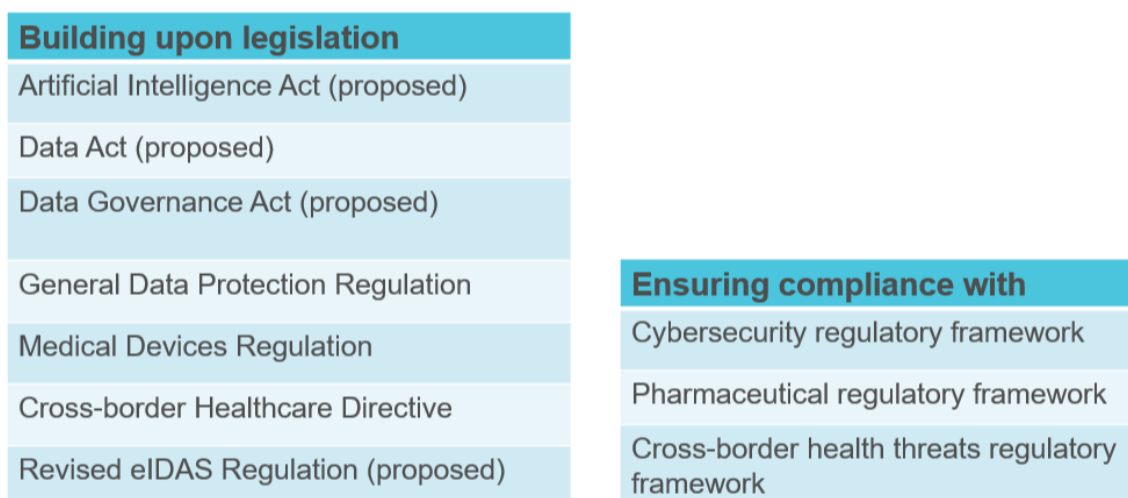 Building upon legislation
Artificial Intelligence Act (proposed)
Data Act (proposed)
Data Governance Act (proposed)
General Data Protection Regulation
Medical Devices Regulation
Cross-border Healthcare Directive
Revised eIDAS Regulation (proposed)
Ensuring compliance with
Cybersecurity regulatory framework
Pharmaceutical regulatory framework
Cross-border health threats regulatory
framework